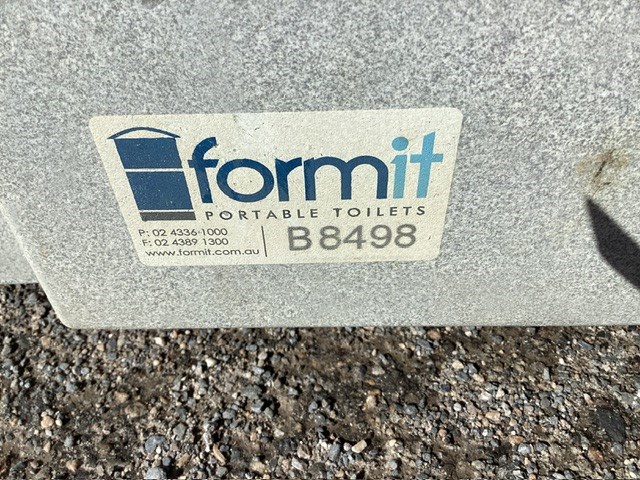 formit
PORTABLE TOILETS
P: 02 4336 1000
F: 02 4389 1300
www.formit.com.au
B8498